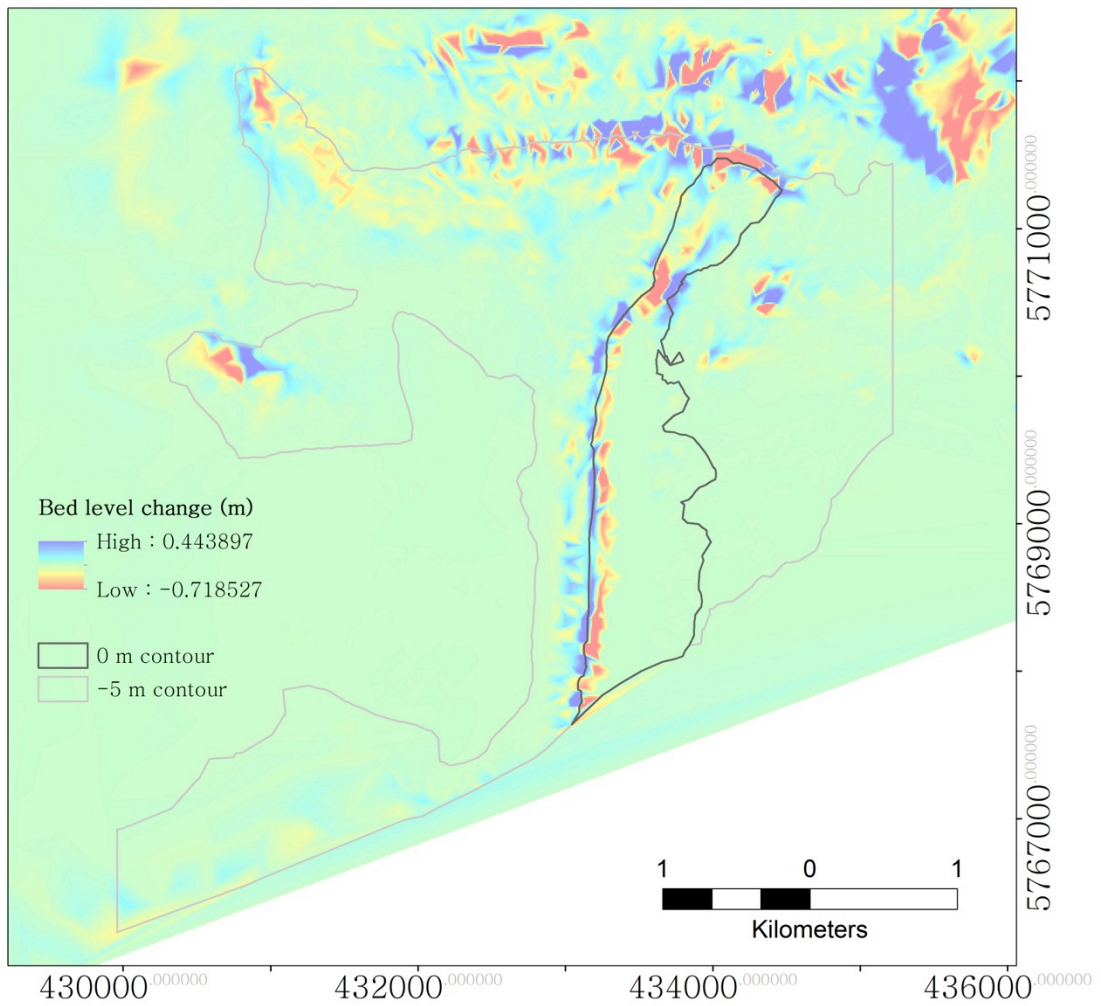 5771000.000000
5769000.000000
5767000.000000
Bed level change (m)
High : 0.443897
Low : -0.718527
0 m contour
-5 m contour
1 0 1
Kilometers
430000.000000 432000.000000 434000.000000 436000.000000